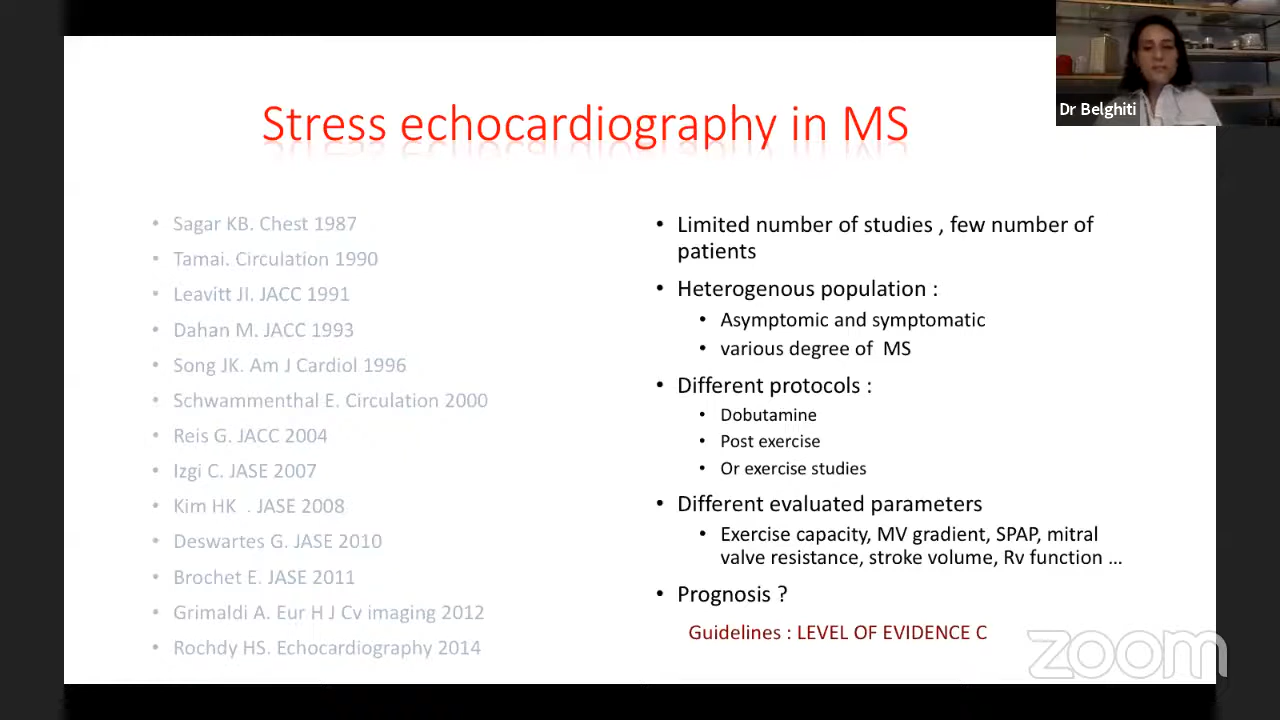 Dr Belghiti
Stress echocardiography in MS
• Sagar KB. Chest 1987
• Tamai. Circulation 1990
• Leavitt JI. JACC 1991
• Dahan M. JACC 1993
• Song JK. Am J Cardiol 1996
• Schwammenthal E. Circulation 2000
• Reis G. JACC 2004
• Izgi C. JASE 2007
• Kim HK . JASE 2008
• Deswartes G. JASE 2010
• Brochet E. JASE 2011
• Grimaldi A. Eur H J Cv imaging 2012
• Rochdy HS. Echocardiography 2014
• Limited number of studies , few number of
patients
• Heterogenous population :
• Asymptomic and symptomatic
• various degree of MS
• Different protocols :
• Dobutamine
• Post exercise
• Or exercise studies
• Different evaluated parameters
• Exercise capacity, MV gradient, SPAP, mitral
valve resistance, stroke volume, Rv function ...
• Prognosis ?
Guidelines : LEVEL OF EVIDENCE C
zoom